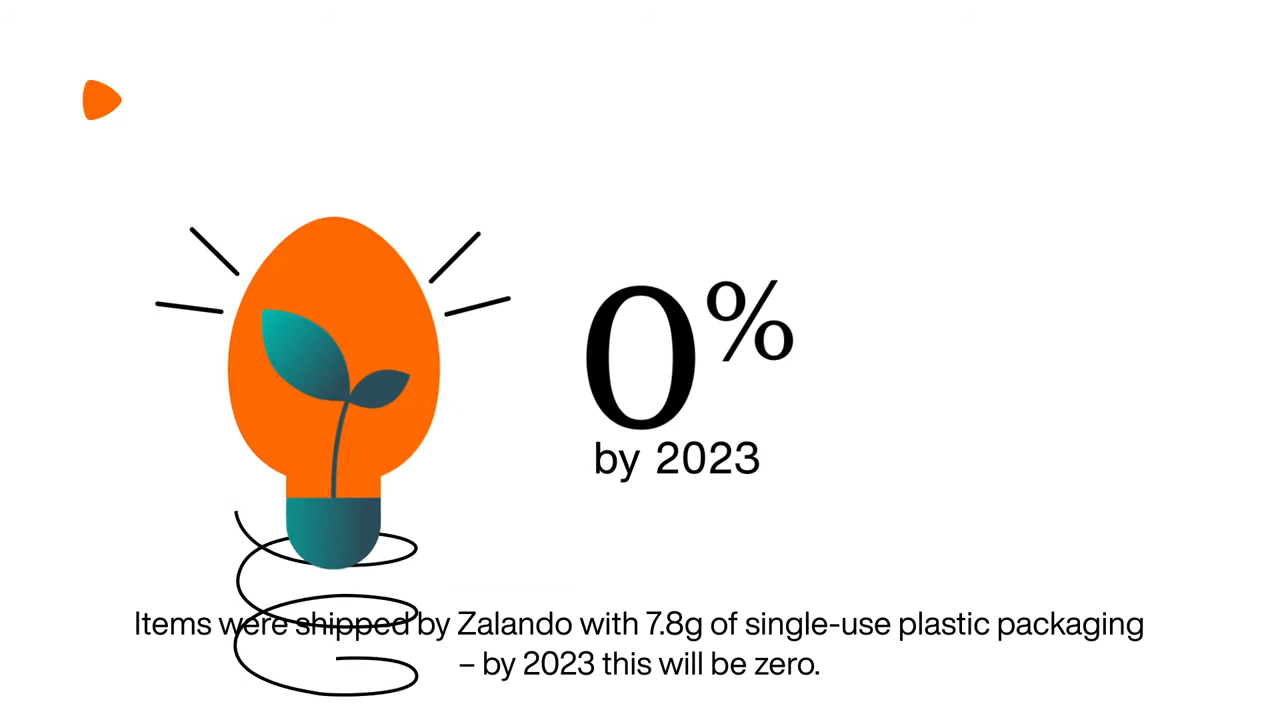 0%
by 2023
Items were shipped by Zalando with 7.8g of single-use plastic packaging
– by 2023 this will be zero.